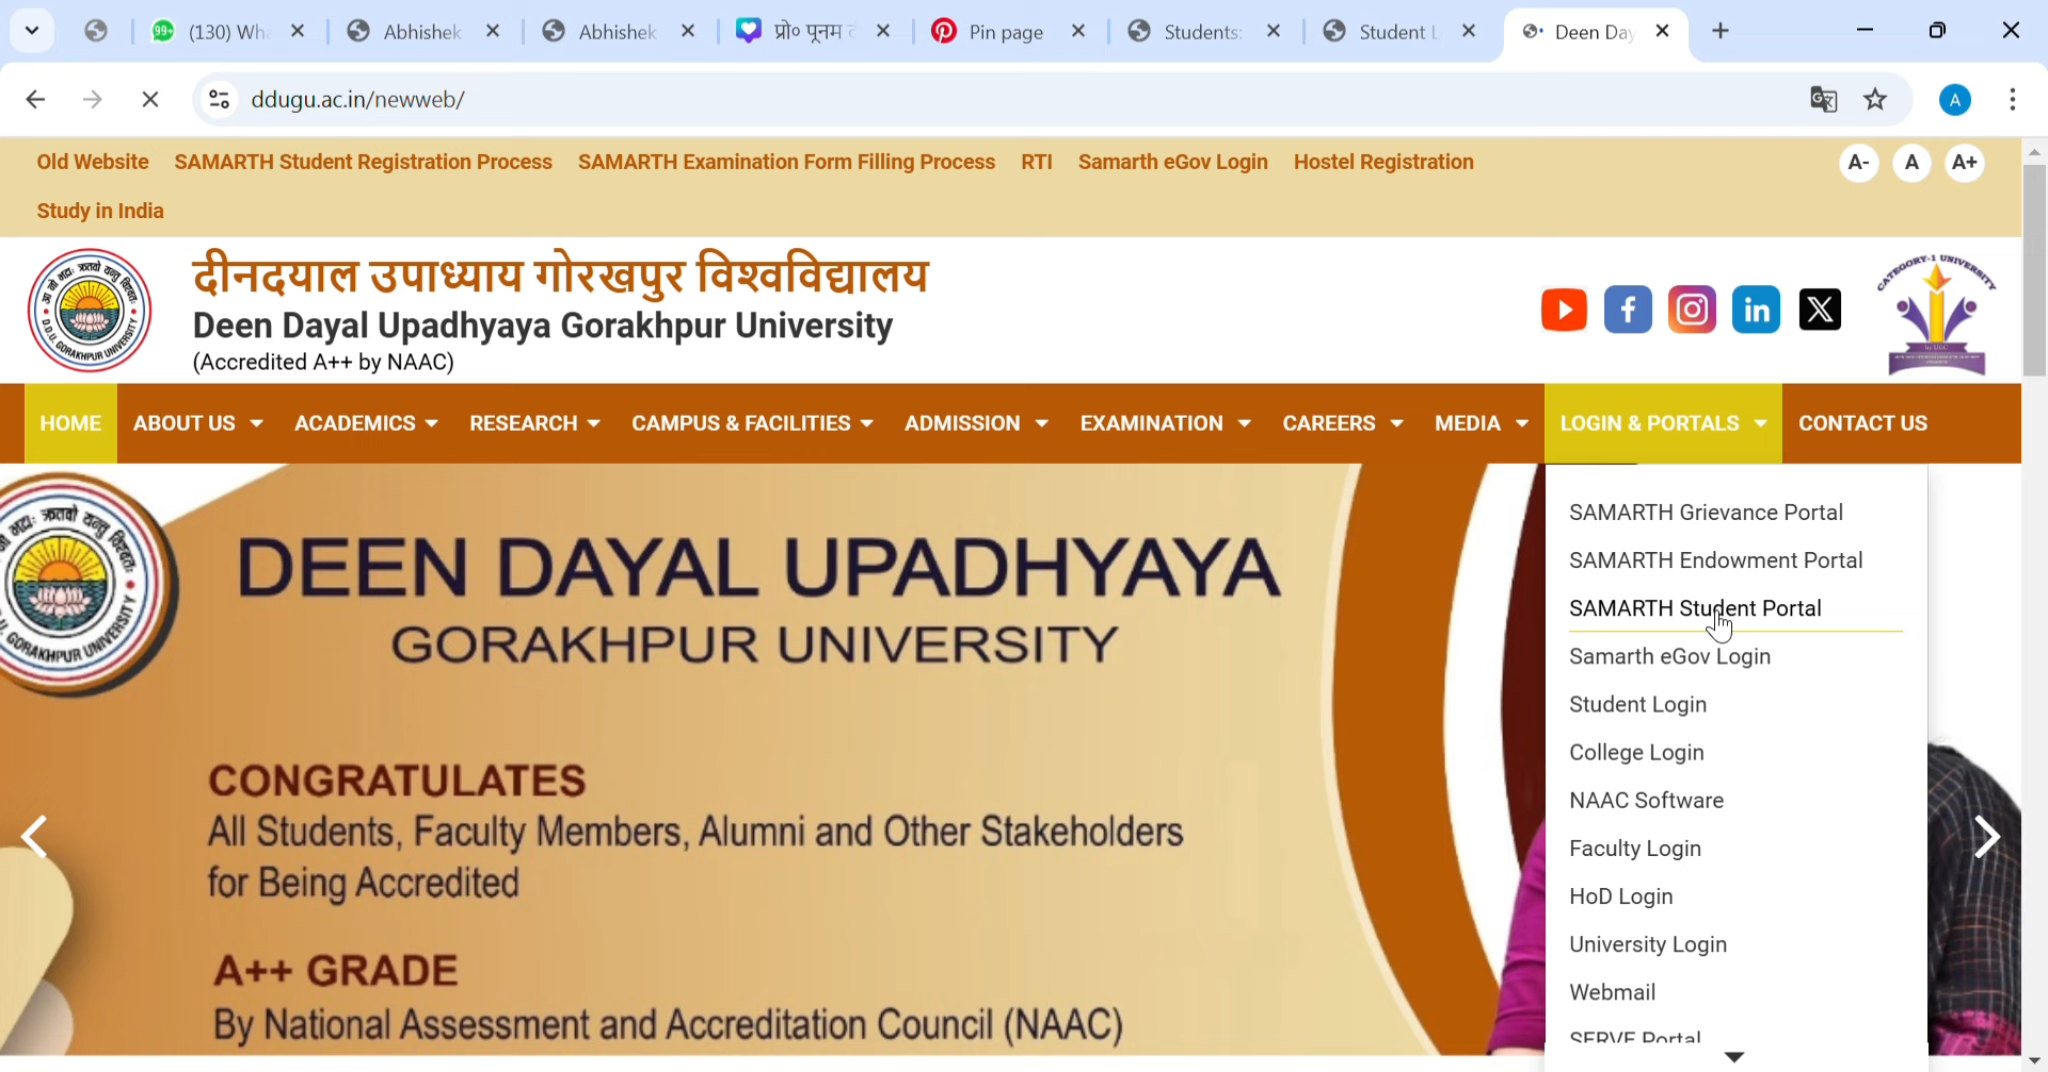 99+ (130) Wh
Abhishek
Abhishek
प्रो० पूनम
Pin page
Students:
Student L
Deen Day
ddugu.ac.in/newweb/
A
Old Website SAMARTH Student Registration Process SAMARTH Examination Form Filling Process RTI Samarth eGov Login Hostel Registration
A- A A+
Study in India
दीनदयाल उपाध्याय गोरखपुर विश्वविद्यालय
Deen Dayal Upadhyaya Gorakhpur University
(Accredited A++ by NAAC)
CATEGORY-1 UNIVERSITY
HOME ABOUT US ACADEMICS RESEARCH CAMPUS & FACILITIES ADMISSION EXAMINATION CAREERS MEDIA LOGIN & PORTALS CONTACT US
DEEN DAYAL UPADHYAYA
GORAKHPUR UNIVERSITY
CONGRATULATES
All Students, Faculty Members, Alumni and Other Stakeholders
for Being Accredited
A++ GRADE
By National Assessment and Accreditation Council (NAAC)
SAMARTH Grievance Portal
SAMARTH Endowment Portal
SAMARTH Student Portal
Samarth eGov Login
Student Login
College Login
NAAC Software
Faculty Login
HoD Login
University Login
Webmail
SERVE Portal